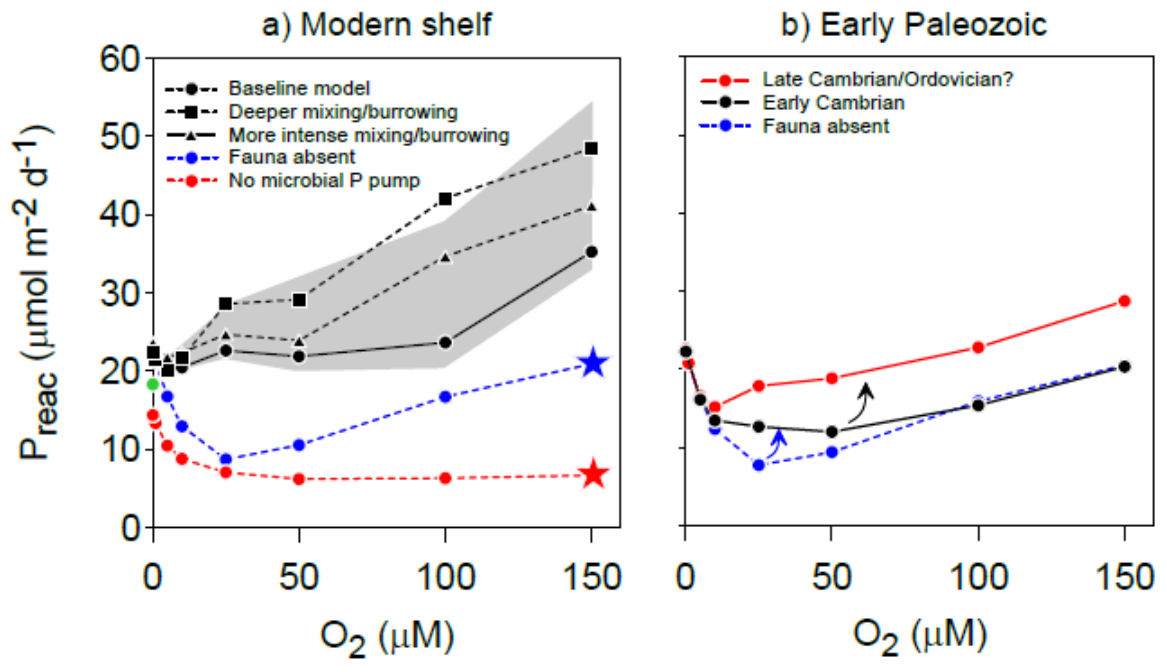 a) Modern shelf
b) Early Paleozoic
P_reac (μmol m⁻² d⁻¹)
60
50
40
30
20
10
0
Baseline model
Deeper mixing/burrowing
More intense mixing/burrowing
Fauna absent
No microbial P pump
Late Cambrian/Ordovician?
Early Cambrian
Fauna absent
0 50 100 150
0 50 100 150
O₂ (μM)
O₂ (μM)